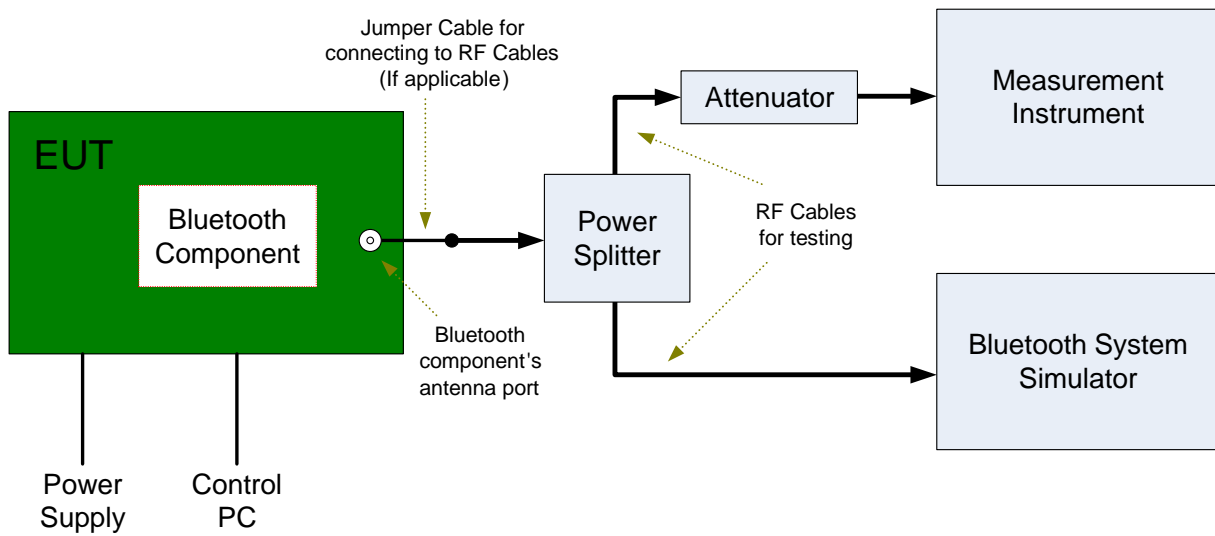 Jumper Cable for
connecting to RF Cables
(If applicable)
Attenuator
Measurement
Instrument
EUT
Bluetooth
Component
Power
Splitter
RF Cables
for testing
Bluetooth
component's
antenna port
Bluetooth System
Simulator
Power
Supply
Control
PC